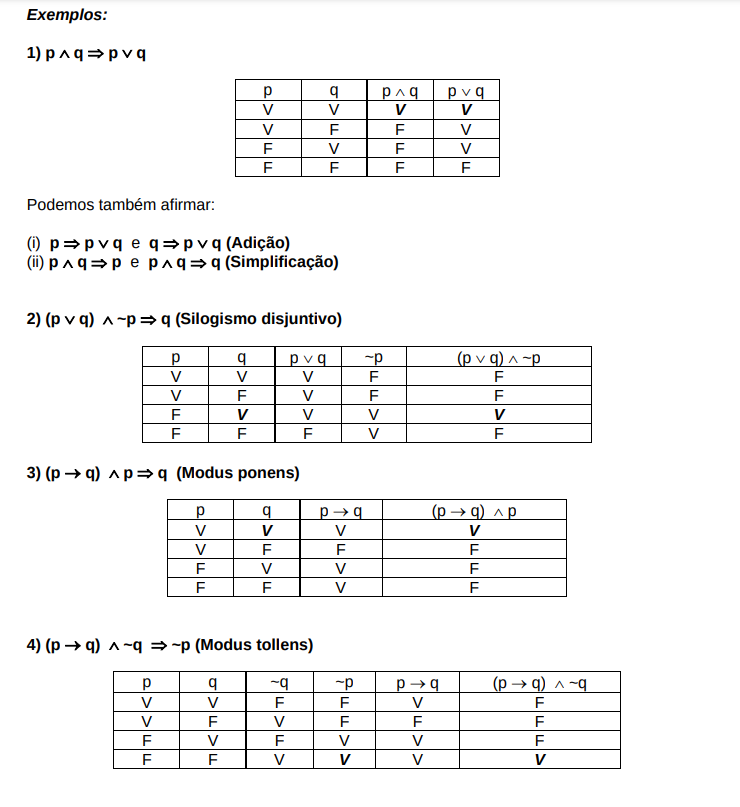 Exemplos:
1) p ∧ q ⇒ p ∨ q
p q p ∧ q p ∨ q
V V V V
V F F V
F V F V
F F F F
Podemos também afirmar:
(i) p ⇒ p ∨ q e q ⇒ p ∨ q (Adição)
(ii) p ∧ q ⇒ p e p ∧ q ⇒ q (Simplificação)
2) (p ∨ q) ∧ ~p ⇒ q (Silogismo disjuntivo)
p q p ∨ q ~p (p ∨ q) ∧ ~p
V V V F F
V F V F F
F V V V V
F F F V F
3) (p → q) ∧ p ⇒ q (Modus ponens)
p q p → q (p → q) ∧ p
V V V V
V F F F
F V V F
F F V F
4) (p → q) ∧ ~q ⇒ ~p (Modus tollens)
p q ~q ~p p → q (p → q) ∧ ~q
V V F F V F
V F V F F F
F V F V V F
F F V V V V